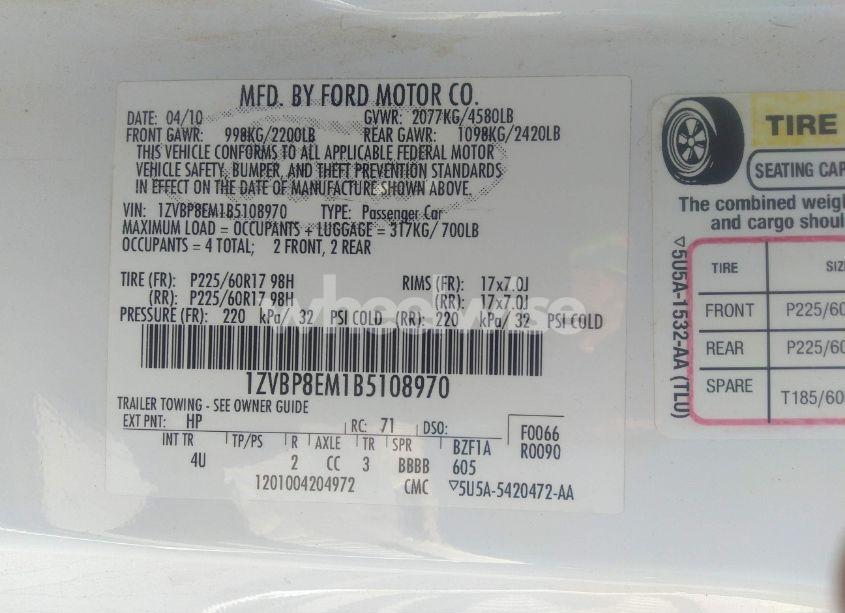 MFD. BY FORD MOTOR CO.
DATE: 04/10 GVWR: 2077KG/4580LB
FRONT GAWR: 998KG/2200LB REAR GAWR: 1098KG/2420LB
THIS VEHICLE CONFORMS TO ALL APPLICABLE FEDERAL MOTOR
VEHICLE SAFETY, BUMPER, AND THEFT PREVENTION STANDARDS
IN EFFECT ON THE DATE OF MANUFACTURE SHOWN ABOVE.
VIN: 1ZVBP8EM1B5108970 TYPE: Passenger Car
MAXIMUM LOAD = OCCUPANTS + LUGGAGE = 317KG/ 700LB
OCCUPANTS = 4 TOTAL; 2 FRONT, 2 REAR
TIRE (FR): P225/60R17 98H RIMS (FR): 17x7.0J
(RR): P225/60R17 98H (RR): 17x7.0J
PRESSURE (FR): 220 kPa/ 32 PSI COLD (RR): 220 kPa/ 32 PSI COLD
1ZVBP8EM1B5108970
TRAILER TOWING - SEE OWNER GUIDE
EXT PNT: HP RC: 71 DSO: F0066
R0090
INT TR TP/PS R AXLE TR SPR BZF1A
4U 2 CC 3 BBBB 605
1201004204972 CMC ▽5U5A-5420472-AA
wheelwise
TIRE
SEATING CAP
The combined weigh
and cargo shoul
▽5U5A-1532-AA (TLU)
TIRE SIZ
FRONT P225/60
REAR P225/60
SPARE T185/60